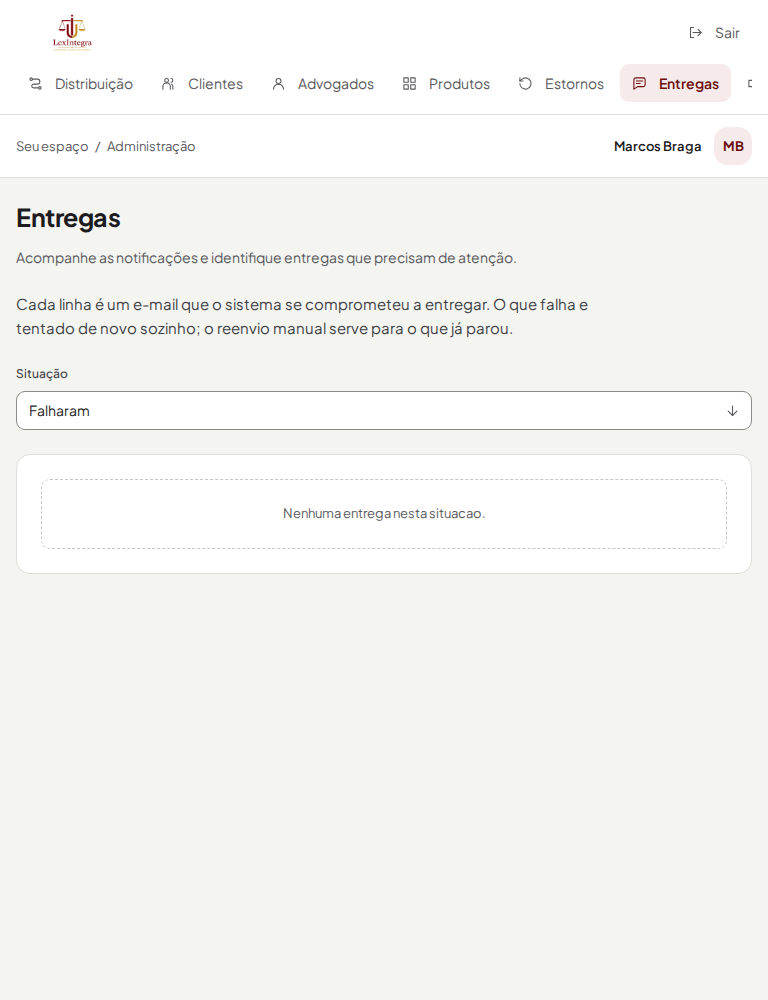 LexIntegra
Sair
Distribuição
Clientes
Advogados
Produtos
Estornos
Entregas
Seu espaço / Administração
Marcos Braga
MB
Entregas
Acompanhe as notificações e identifique entregas que precisam de atenção.
Cada linha é um e-mail que o sistema se comprometeu a entregar. O que falha e
tentado de novo sozinho; o reenvio manual serve para o que já parou.
Situação
Falharam
Nenhuma entrega nesta situacao.